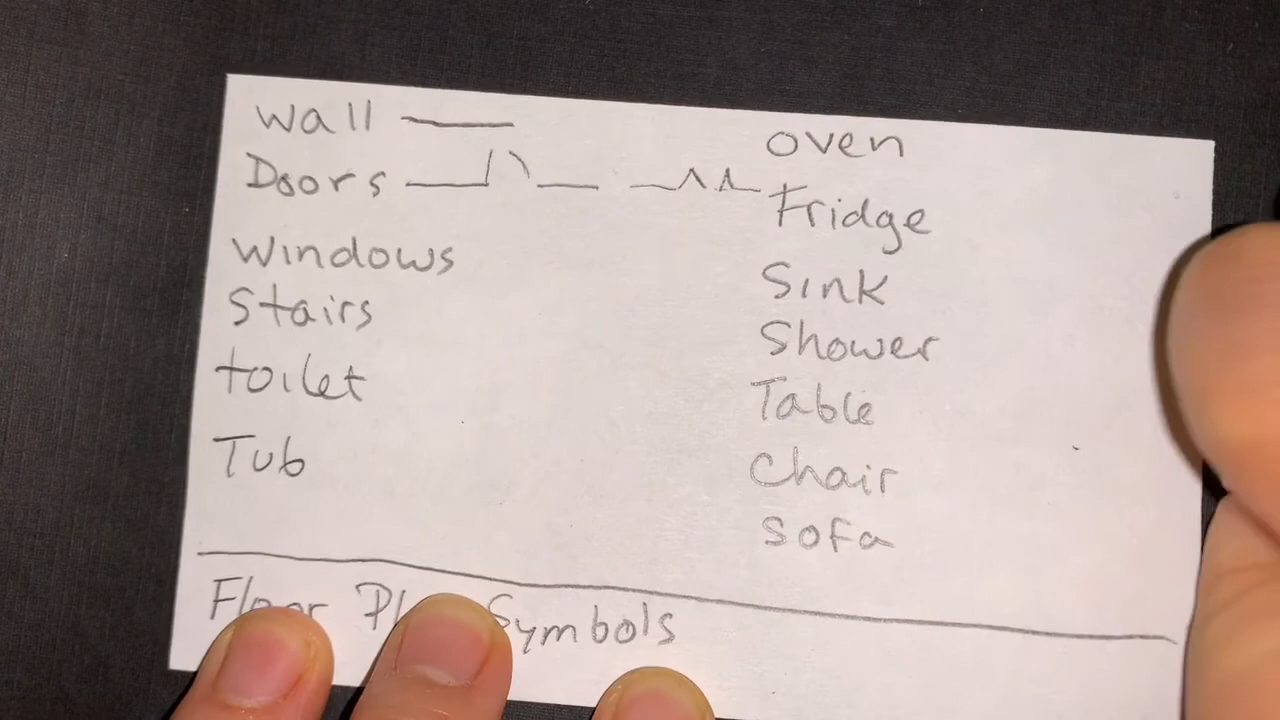 Wall
Doors
Windows
Stairs
toilet
Tub
oven
Fridge
Sink
Shower
Table
Chair
Sofa
Symbols